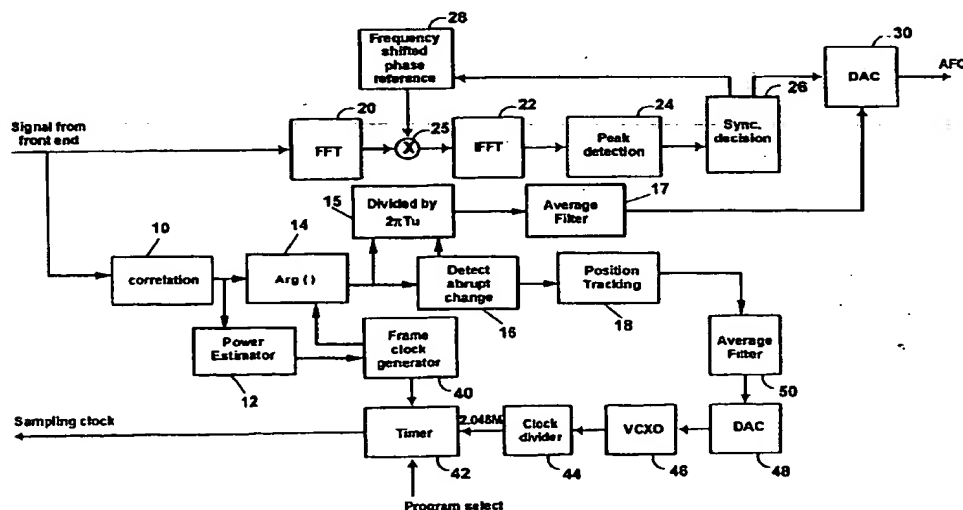 28
Frequency
shifted
phase
reference
30
DAC
AFC
20
22
24
26
Signal from
front end
FFT
X
25
IFFT
Peak
detection
Sync.
decision
15
Divided by
2πTu
17
Average
Filter
10
14
correlation
Arg ( )
Detect
abrupt
change
16
Position
Tracking
18
Power
Estimator
12
Frame
clock
generator
40
Average
Filter
50
Sampling clock
Timer
42
2.048M
Clock
divider
44
VCXO
46
DAC
48
Program select